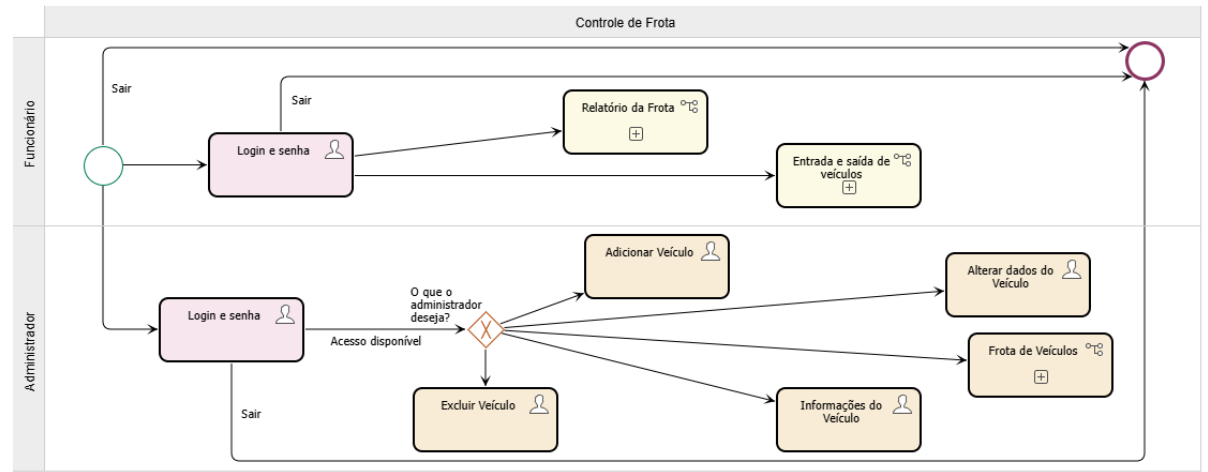 Controle de Frota
Funcionário
Sair
Sair
Relatório da Frota
Login e senha
Entrada e saída de
veículos
Administrador
Adicionar Veículo
Alterar dados do
Veículo
O que o
administrador
deseja?
Login e senha
Acesso disponível
Frota de Veículos
Excluir Veículo
Informações do
Veículo
Sair